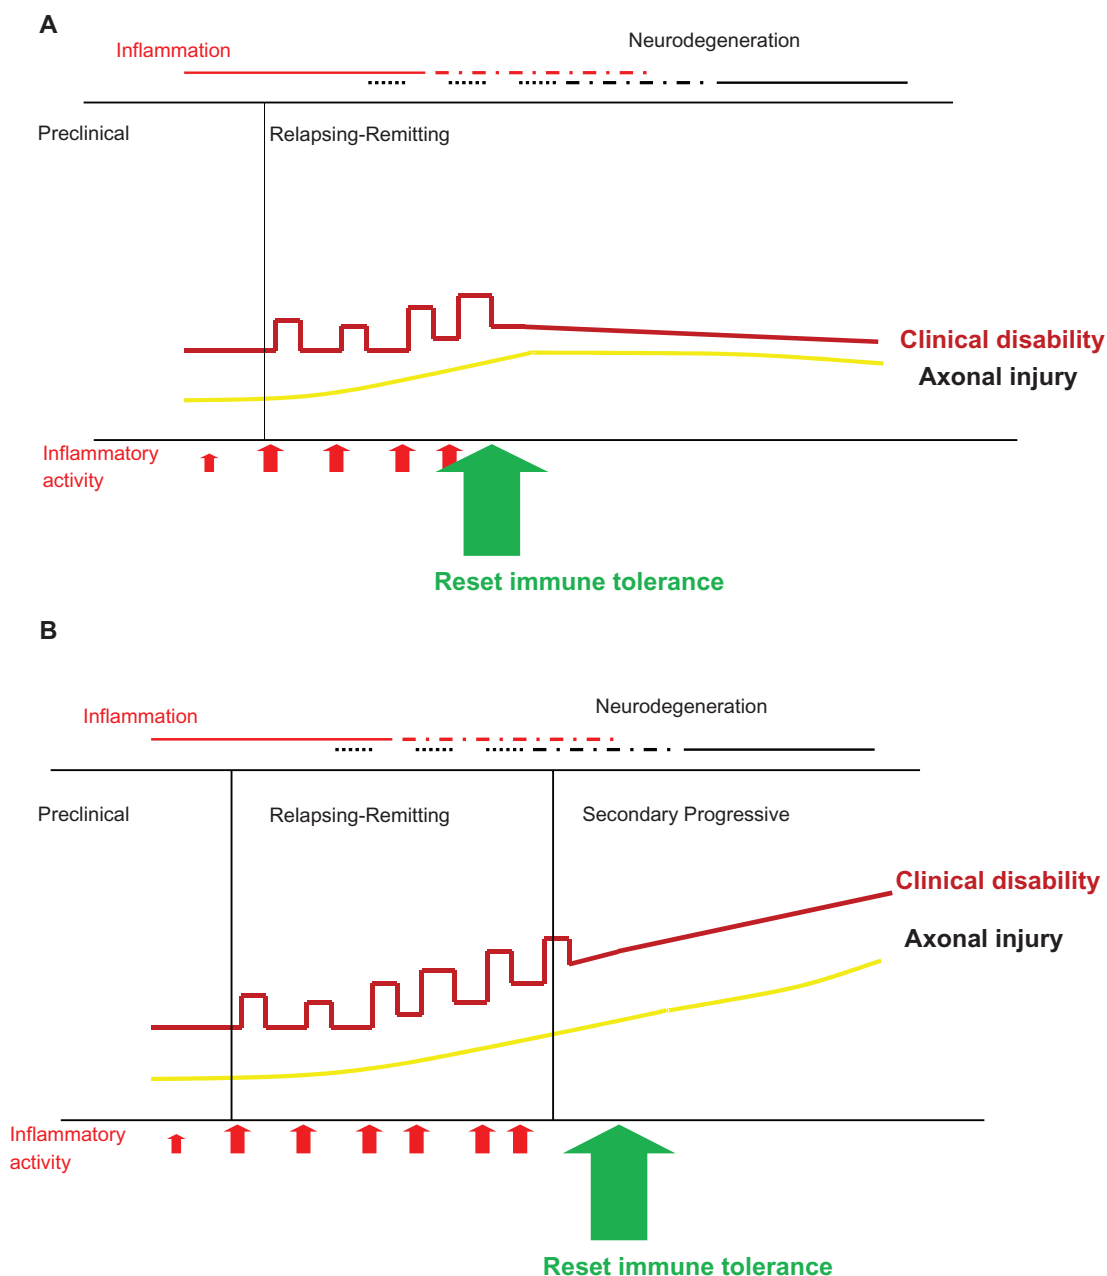 A
Inflammation
Neurodegeneration
Preclinical
Relapsing-Remitting
Clinical disability
Axonal injury
Inflammatory
activity
Reset immune tolerance
B
Inflammation
Neurodegeneration
Preclinical
Relapsing-Remitting
Secondary Progressive
Clinical disability
Axonal injury
Inflammatory
activity
Reset immune tolerance